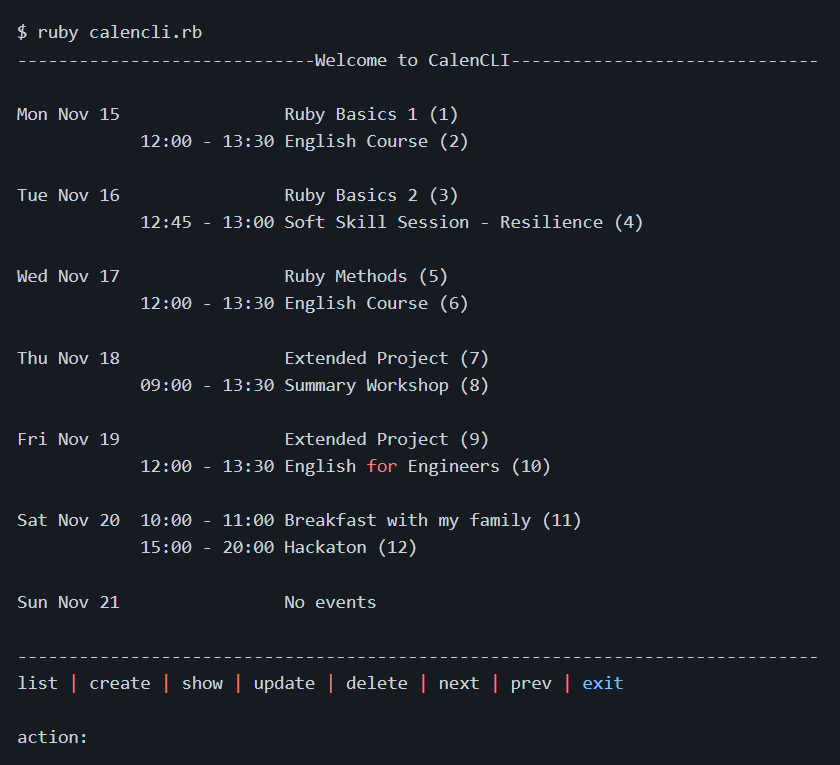 $ ruby calencli.rb
-----------------------------Welcome to CalenCLI------------------------------
Mon Nov 15                Ruby Basics 1 (1)
            12:00 - 13:30 English Course (2)
Tue Nov 16                Ruby Basics 2 (3)
            12:45 - 13:00 Soft Skill Session - Resilience (4)
Wed Nov 17                Ruby Methods (5)
            12:00 - 13:30 English Course (6)
Thu Nov 18                Extended Project (7)
            09:00 - 13:30 Summary Workshop (8)
Fri Nov 19                Extended Project (9)
            12:00 - 13:30 English for Engineers (10)
Sat Nov 20  10:00 - 11:00 Breakfast with my family (11)
            15:00 - 20:00 Hackaton (12)
Sun Nov 21                No events
------------------------------------------------------------------------------
list | create | show | update | delete | next | prev | exit
action: